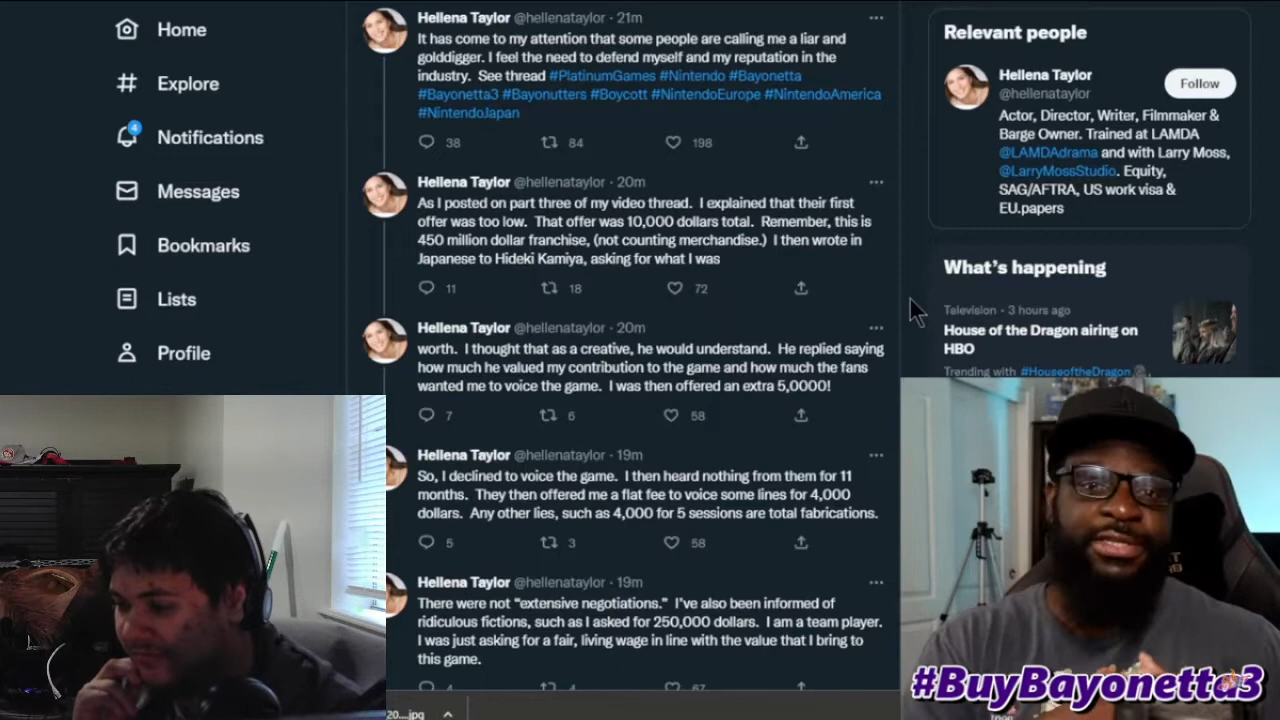 Home
Explore
4
Notifications
Messages
Bookmarks
Lists
Profile
Hellena Taylor @hellenataylor · 21m
It has come to my attention that some people are calling me a liar and
golddigger. I feel the need to defend myself and my reputation in the
industry. See thread #PlatinumGames #Nintendo #Bayonetta
#Bayonetta3 #Bayonutters #Boycott #NintendoEurope #NintendoAmerica
#NintendoJapan
38 84 198
Hellena Taylor @hellenataylor · 20m
As I posted on part three of my video thread. I explained that their first
offer was too low. That offer was 10,000 dollars total. Remember, this is
450 million dollar franchise, (not counting merchandise.) I then wrote in
Japanese to Hideki Kamiya, asking for what I was
11 18 72
Hellena Taylor @hellenataylor · 20m
worth. I thought that as a creative, he would understand. He replied saying
how much he valued my contribution to the game and how much the fans
wanted me to voice the game. I was then offered an extra 5,0000!
7 6 58
Hellena Taylor @hellenataylor · 19m
So, I declined to voice the game. I then heard nothing from them for 11
months. They then offered me a flat fee to voice some lines for 4,000
dollars. Any other lies, such as 4,000 for 5 sessions are total fabrications.
5 3 58
Hellena Taylor @hellenataylor · 19m
There were not “extensive negotiations.” I’ve also been informed of
ridiculous fictions, such as I asked for 250,000 dollars. I am a team player.
I was just asking for a fair, living wage in line with the value that I bring to
this game.
20....jpg
Relevant people
Hellena Taylor
@hellenataylor
Follow
Actor, Director, Writer, Filmmaker &
Barge Owner. Trained at LAMDA
@LAMDAdrama and with Larry Moss,
@LarryMossStudio. Equity,
SAG/AFTRA, US work visa &
EU.papers
What’s happening
Television · 3 hours ago
House of the Dragon airing on
HBO
Trending with #HouseoftheDragon
#BuyBayonetta3